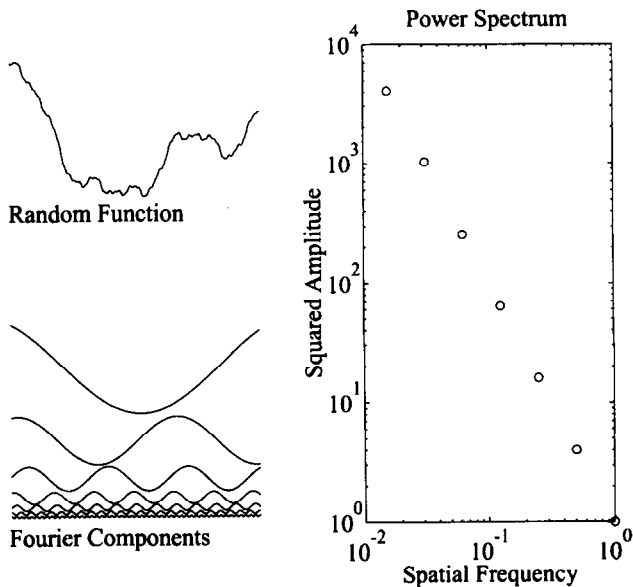 Random Function
Fourier Components
Power Spectrum
Squared Amplitude
10^4
10^3
10^2
10^1
10^0
10^-2
10^-1
10^0
Spatial Frequency